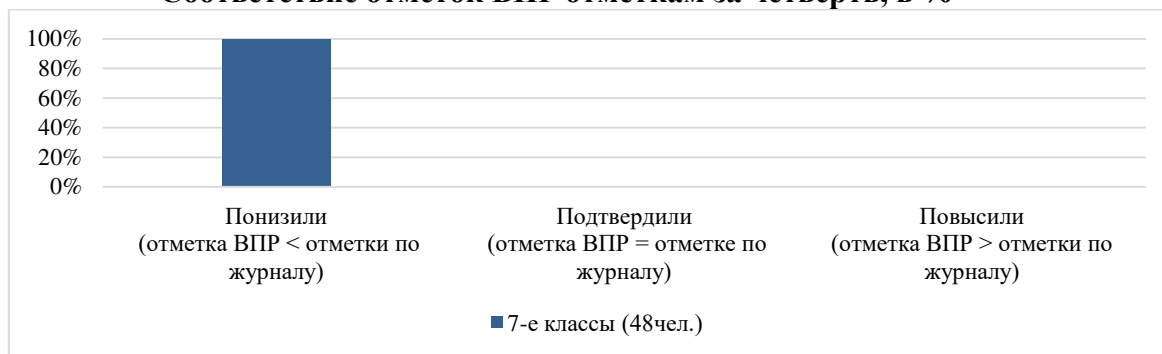 Соответствие отметок ВПР отметкам за четверть, в %
100%
80%
60%
40%
20%
0%
Понизили
(отметка ВПР < отметки по
журналу)
Подтвердили
(отметка ВПР = отметке по
журналу)
Повысили
(отметка ВПР > отметки по
журналу)
7-е классы (48чел.)